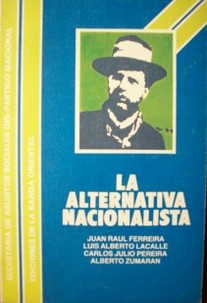 SECRETARIA DE ASUNTOS SOCIALES DEL PARTIDO NACIONAL
EDICIONES DE LA BANDA ORIENTAL
LA
ALTERNATIVA
NACIONALISTA
JUAN RAUL FERREIRA
LUIS ALBERTO LACALLE
CARLOS JULIO PEREIRA
ALBERTO ZUMARAN